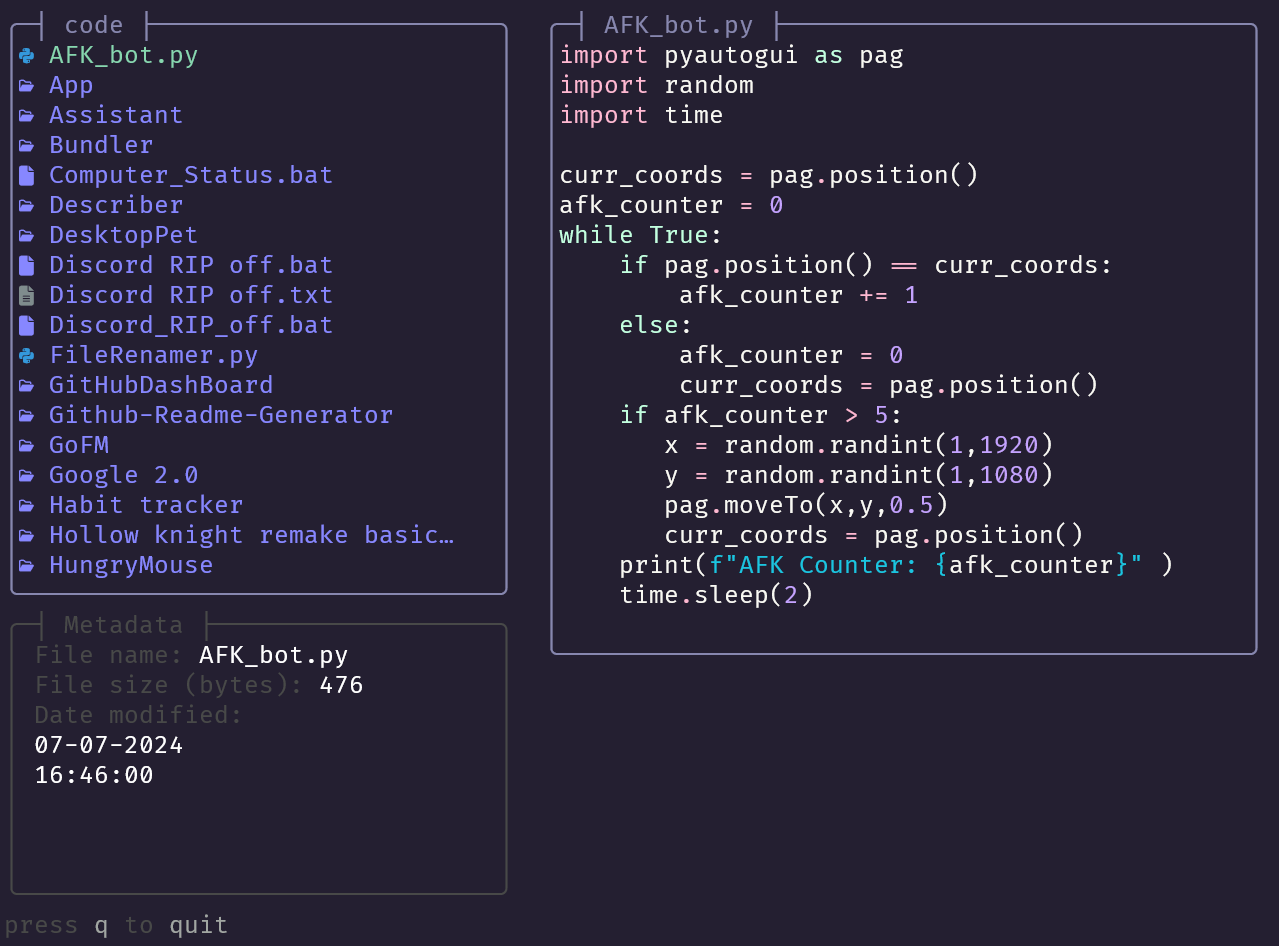 code
AFK_bot.py
App
Assistant
Bundler
Computer_Status.bat
Describer
DesktopPet
Discord RIP off.bat
Discord RIP off.txt
Discord_RIP_off.bat
FileRenamer.py
GitHubDashBoard
Github-Readme-Generator
GoFM
Google 2.0
Habit tracker
Hollow knight remake basic…
HungryMouse
Metadata
File name: AFK_bot.py
File size (bytes): 476
Date modified:
07-07-2024
16:46:00
press q to quit
AFK_bot.py
import pyautogui as pag
import random
import time
curr_coords = pag.position()
afk_counter = 0
while True:
    if pag.position() == curr_coords:
        afk_counter += 1
    else:
        afk_counter = 0
        curr_coords = pag.position()
    if afk_counter > 5:
       x = random.randint(1,1920)
       y = random.randint(1,1080)
       pag.moveTo(x,y,0.5)
       curr_coords = pag.position()
    print(f"AFK Counter: {afk_counter}" )
    time.sleep(2)